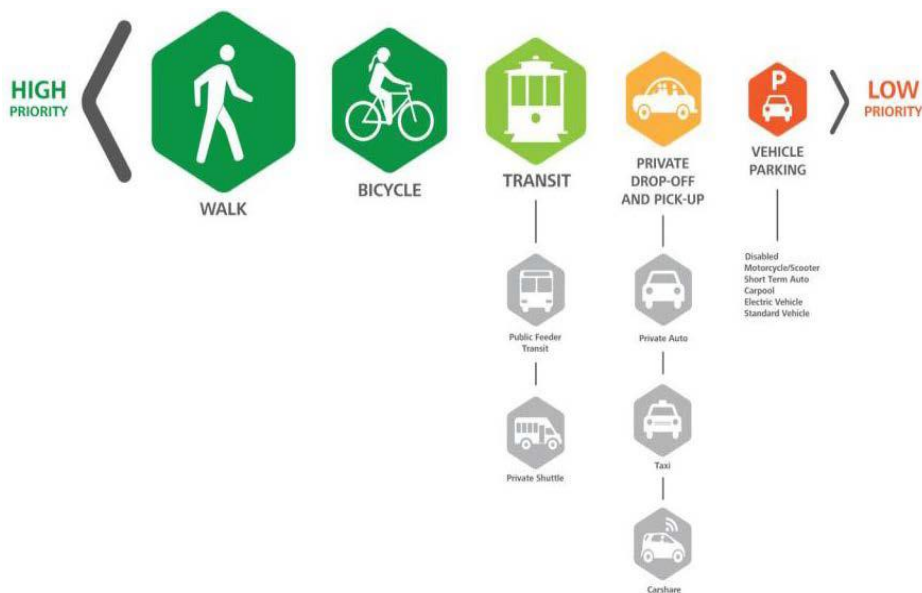 HIGH
PRIORITY
WALK
BICYCLE
TRANSIT
Public Feeder
Transit
Private Shuttle
PRIVATE
DROP-OFF
AND PICK-UP
Private Auto
Taxi
Carshare
P
VEHICLE
PARKING
Disabled
Motorcycle/Scooter
Short Term Auto
Carpool
Electric Vehicle
Standard Vehicle
LOW
PRIORITY